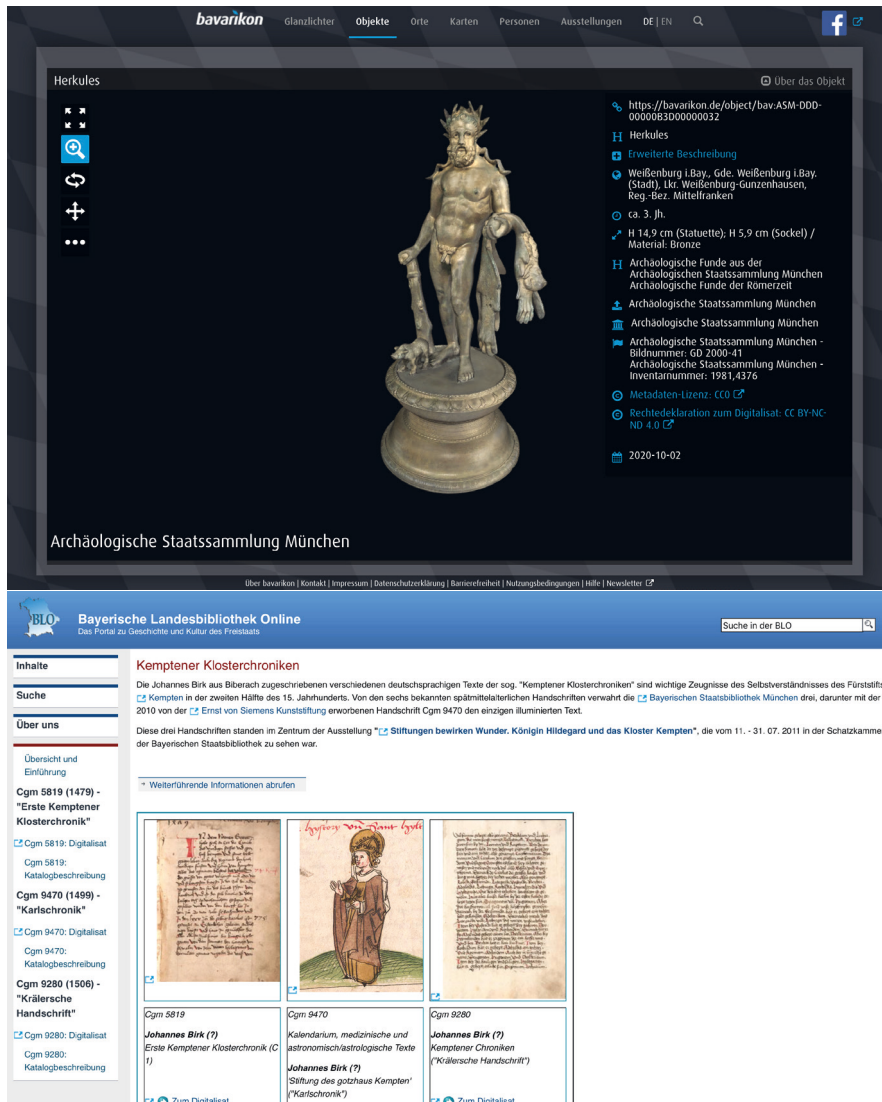 bavarikon Glanzlichter Objekte Orte Karten Personen Ausstellungen DE | EN
Herkules
Über das Objekt
https://bavarikon.de/object/bav:ASM-DDD-
00000B3D00000032
Herkules
Erweiterte Beschreibung
Weißenburg i.Bay., Gde. Weißenburg i.Bay.
(Stadt), Lkr. Weißenburg-Gunzenhausen,
Reg.-Bez. Mittelfranken
ca. 3. Jh.
H 14,9 cm (Statuette); H 5,9 cm (Sockel) /
Material: Bronze
Archäologische Funde aus der
Archäologischen Staatssammlung München
Archäologische Funde der Römerzeit
Archäologische Staatssammlung München
Archäologische Staatssammlung München
Archäologische Staatssammlung München -
Bildnummer: GD 2000-41
Archäologische Staatssammlung München -
Inventarnummer: 1981,4376
Metadaten-Lizenz: CC0
Rechtedeklaration zum Digitalisat: CC BY-NC-
ND 4.0
2020-10-02
Archäologische Staatssammlung München
Über bavarikon | Kontakt | Impressum | Datenschutzerklärung | Barrierefreiheit | Nutzungsbedingungen | Hilfe | Newsletter
BLO
Bayerische Landesbibliothek Online
Das Portal zu Geschichte und Kultur des Freistaats
Suche in der BLO
Inhalte
Suche
Über uns
Übersicht und
Einführung
Cgm 5819 (1479) -
"Erste Kemptener
Klosterchronik"
Cgm 5819: Digitalisat
Cgm 5819:
Katalogbeschreibung
Cgm 9470 (1499) -
"Karlschronik"
Cgm 9470: Digitalisat
Cgm 9470:
Katalogbeschreibung
Cgm 9280 (1506) -
"Krälersche
Handschrift"
Cgm 9280: Digitalisat
Cgm 9280:
Katalogbeschreibung
Kemptener Klosterchroniken
Die Johannes Birk aus Biberach zugeschriebenen verschiedenen deutschsprachigen Texte der sog. "Kemptener Klosterchroniken" sind wichtige Zeugnisse des Selbstverständnisses des Fürststifts
Kempten in der zweiten Hälfte des 15. Jahrhunderts. Von den sechs bekannten spätmittelalterlichen Handschriften verwahrt die Bayerischen Staatsbibliothek München drei, darunter mit der
2010 von der Ernst von Siemens Kunststiftung erworbenen Handschrift Cgm 9470 den einzigen illuminierten Text.
Diese drei Handschriften standen im Zentrum der Ausstellung "Stiftungen bewirken Wunder. Königin Hildegard und das Kloster Kempten", die vom 11. - 31. 07. 2011 in der Schatzkammer
der Bayerischen Staatsbibliothek zu sehen war.
Weiterführende Informationen abrufen
Cgm 5819
Johannes Birk (?)
Erste Kemptener Klosterchronik (C
1)
Zum Digitalisat
Cgm 9470
Kalendarium, medizinische und
astronomisch/astrologische Texte
Johannes Birk (?)
'Stiftung des gotzhaus Kempten'
("Karlschronik")
Cgm 9280
Johannes Birk (?)
Kemptener Chroniken
("Krälersche Handschrift")
Zum Digitalisat